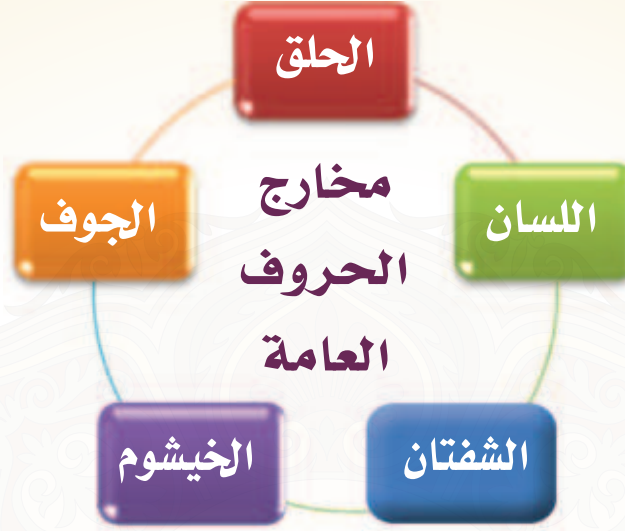 الحلق
مخارج
الحروف
العامة
اللسان
الجوف
الشفتان
الخيشوم